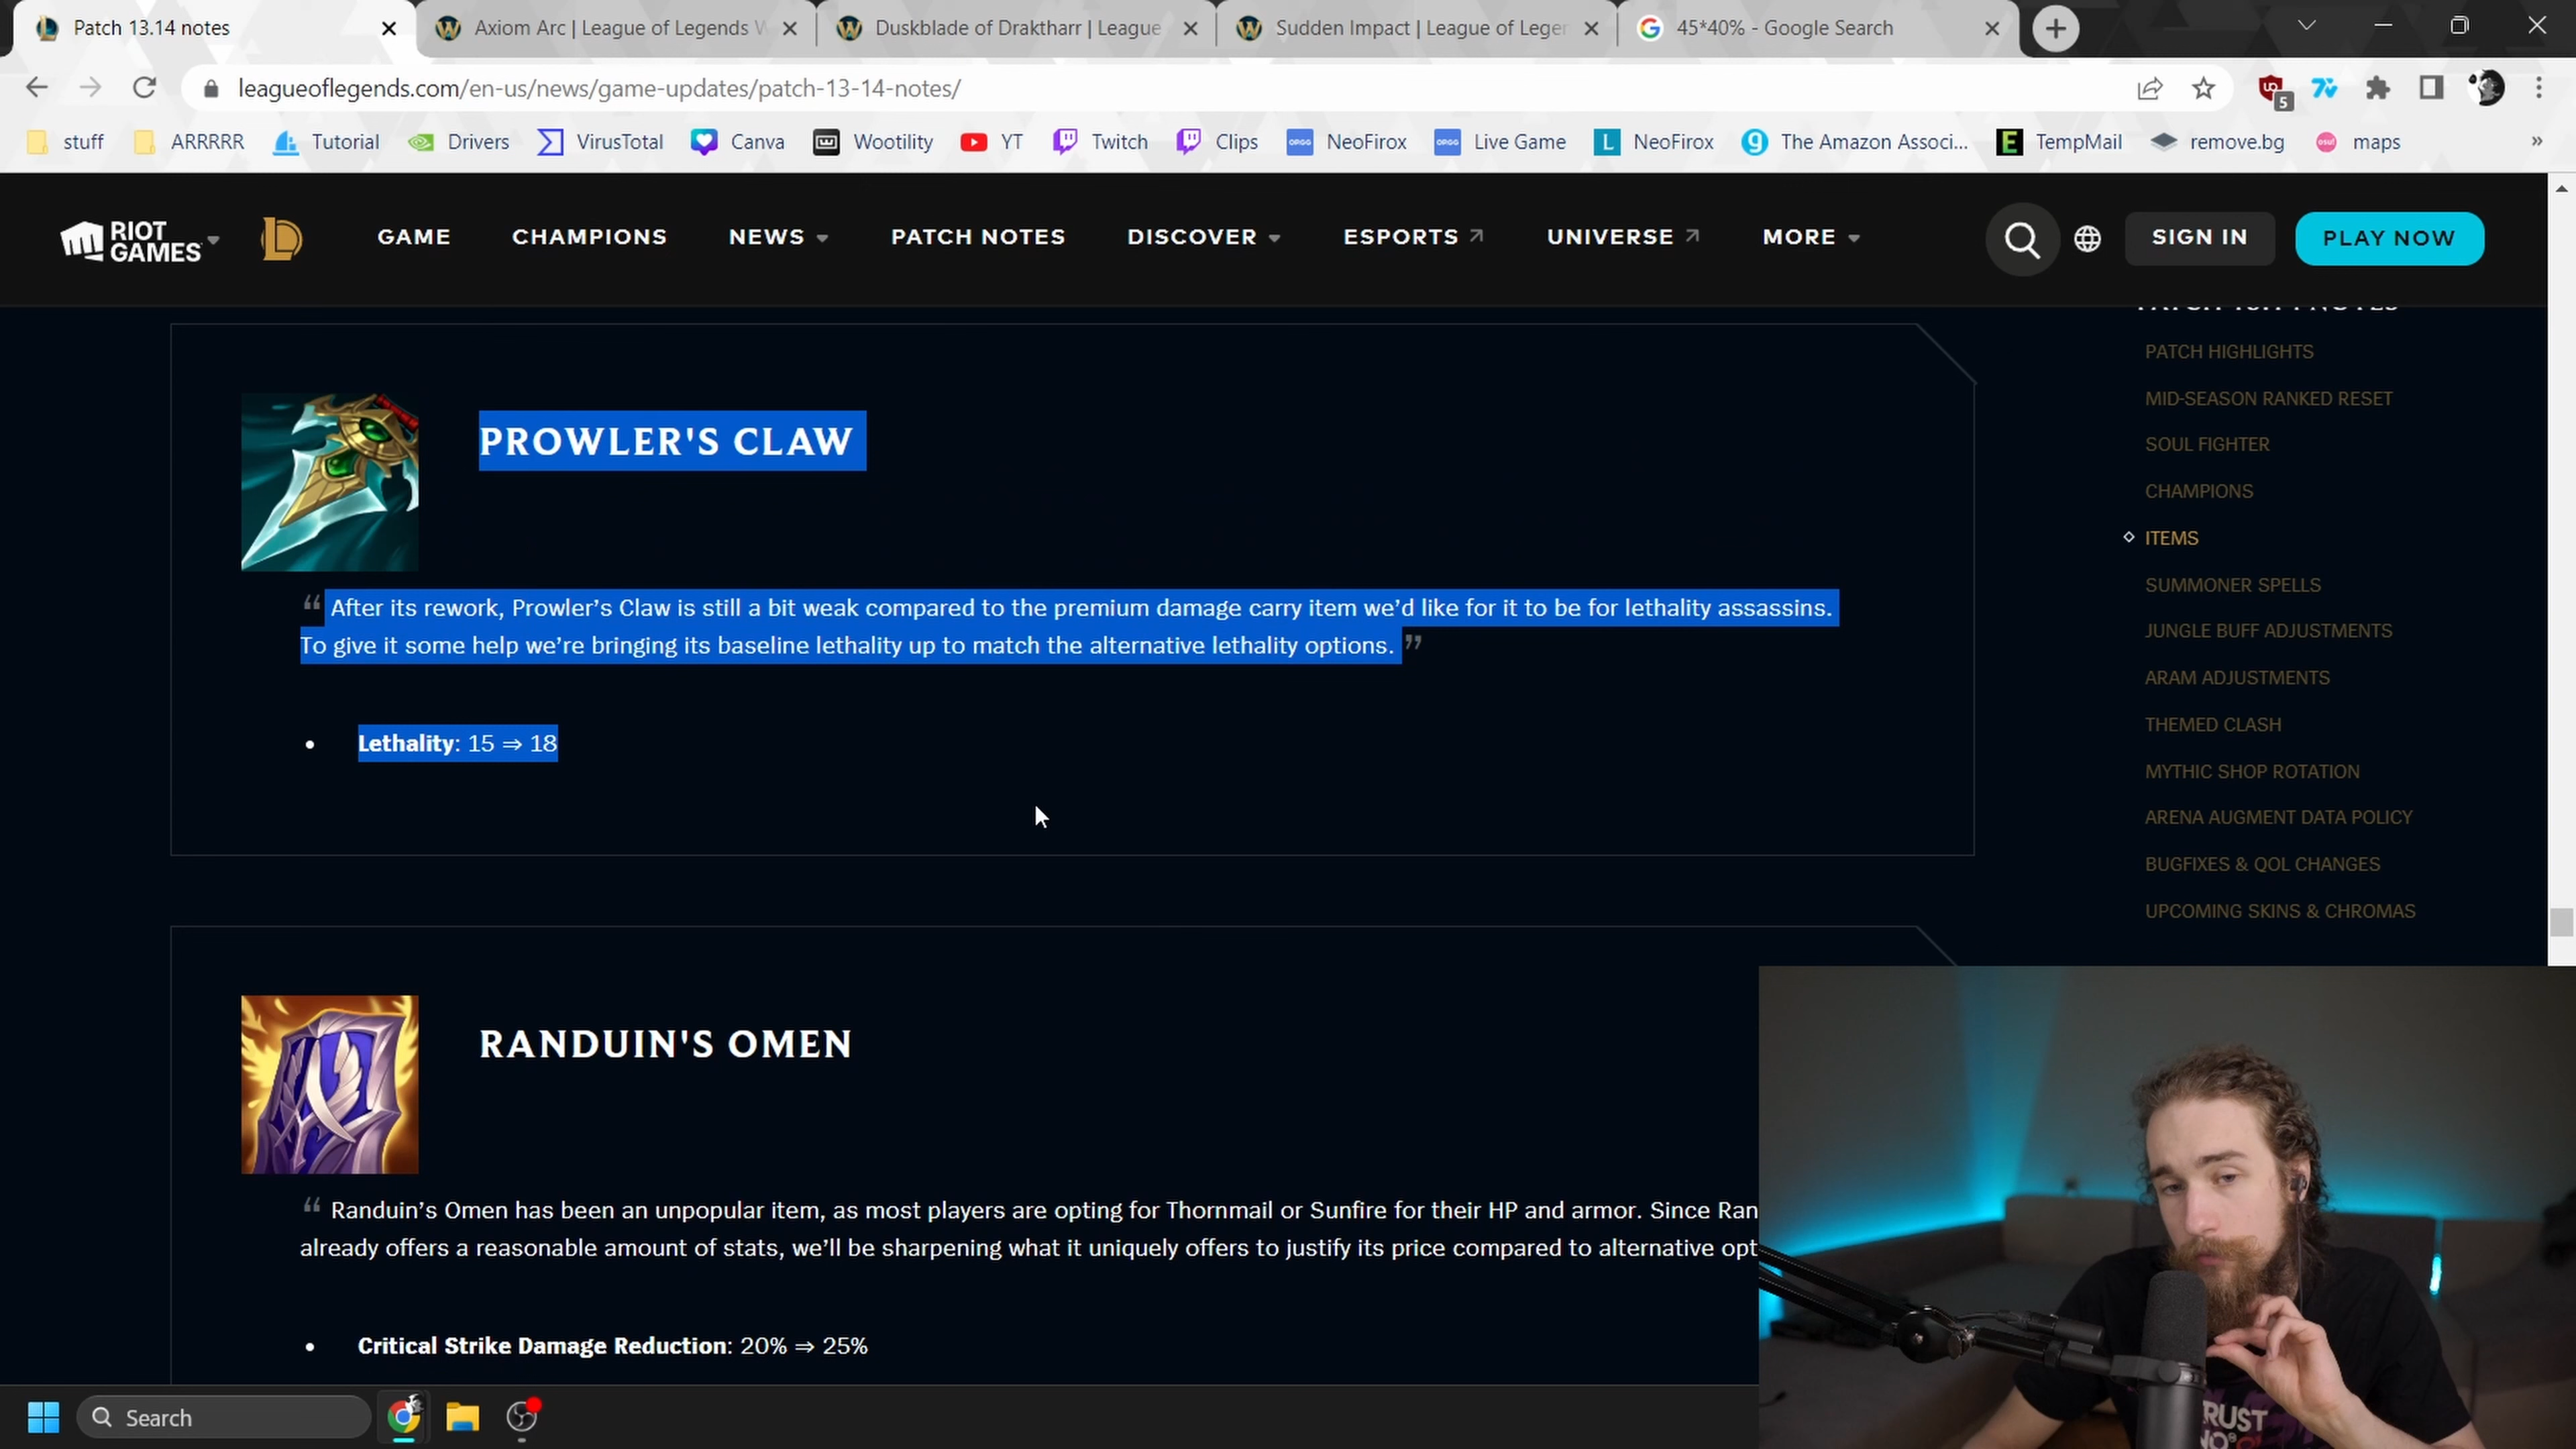 Patch 13.14 notes
Axiom Arc | League of Legends W
Duskblade of Draktharr | League
Sudden Impact | League of Leger
45*40% - Google Search
leagueoflegends.com/en-us/news/game-updates/patch-13-14-notes/
5
stuff
ARRRRR
Tutorial
Drivers
VirusTotal
Canva
Wootility
YT
Twitch
Clips
OP.GG
NeoFirox
OP.GG
Live Game
L
NeoFirox
The Amazon Associ...
E
TempMail
remove.bg
osu!
maps
»
RIOT
GAMES
GAME
CHAMPIONS
NEWS
PATCH NOTES
DISCOVER
ESPORTS
UNIVERSE
MORE
SIGN IN
PLAY NOW
PATCH 13.14 NOTES
PATCH HIGHLIGHTS
MID-SEASON RANKED RESET
SOUL FIGHTER
CHAMPIONS
ITEMS
SUMMONER SPELLS
JUNGLE BUFF ADJUSTMENTS
ARAM ADJUSTMENTS
THEMED CLASH
MYTHIC SHOP ROTATION
ARENA AUGMENT DATA POLICY
BUGFIXES & QOL CHANGES
UPCOMING SKINS & CHROMAS
PROWLER'S CLAW
“ After its rework, Prowler’s Claw is still a bit weak compared to the premium damage carry item we’d like for it to be for lethality assassins.
To give it some help we’re bringing its baseline lethality up to match the alternative lethality options. ”
• Lethality: 15 ⇒ 18
RANDUIN'S OMEN
“ Randuin’s Omen has been an unpopular item, as most players are opting for Thornmail or Sunfire for their HP and armor. Since Ran
already offers a reasonable amount of stats, we’ll be sharpening what it uniquely offers to justify its price compared to alternative opt
• Critical Strike Damage Reduction: 20% ⇒ 25%
Search